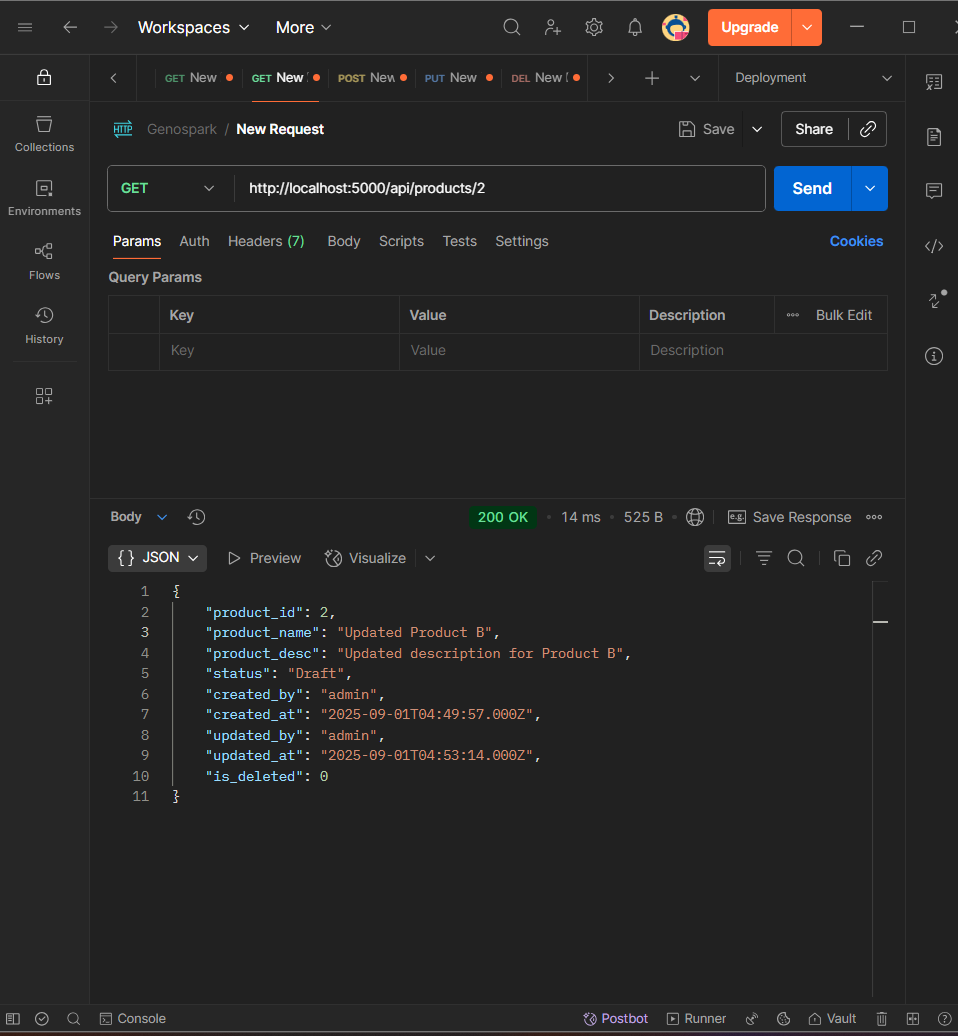 Workspaces More Upgrade
GET New GET New POST Nev PUT New DEL New Deployment
HTTP Genospark / New Request Save Share
Collections
GET http://localhost:5000/api/products/2 Send
Environments
Params Auth Headers (7) Body Scripts Tests Settings Cookies
Flows
Query Params
Key Value Description Bulk Edit
History
Key Value Description
Body 200 OK 14 ms 525 B e.g. Save Response
{} JSON Preview Visualize
1 {
2 "product_id": 2,
3 "product_name": "Updated Product B",
4 "product_desc": "Updated description for Product B",
5 "status": "Draft",
6 "created_by": "admin",
7 "created_at": "2025-09-01T04:49:57.000Z",
8 "updated_by": "admin",
9 "updated_at": "2025-09-01T04:53:14.000Z",
10 "is_deleted": 0
11 }
Console Postbot Runner Vault